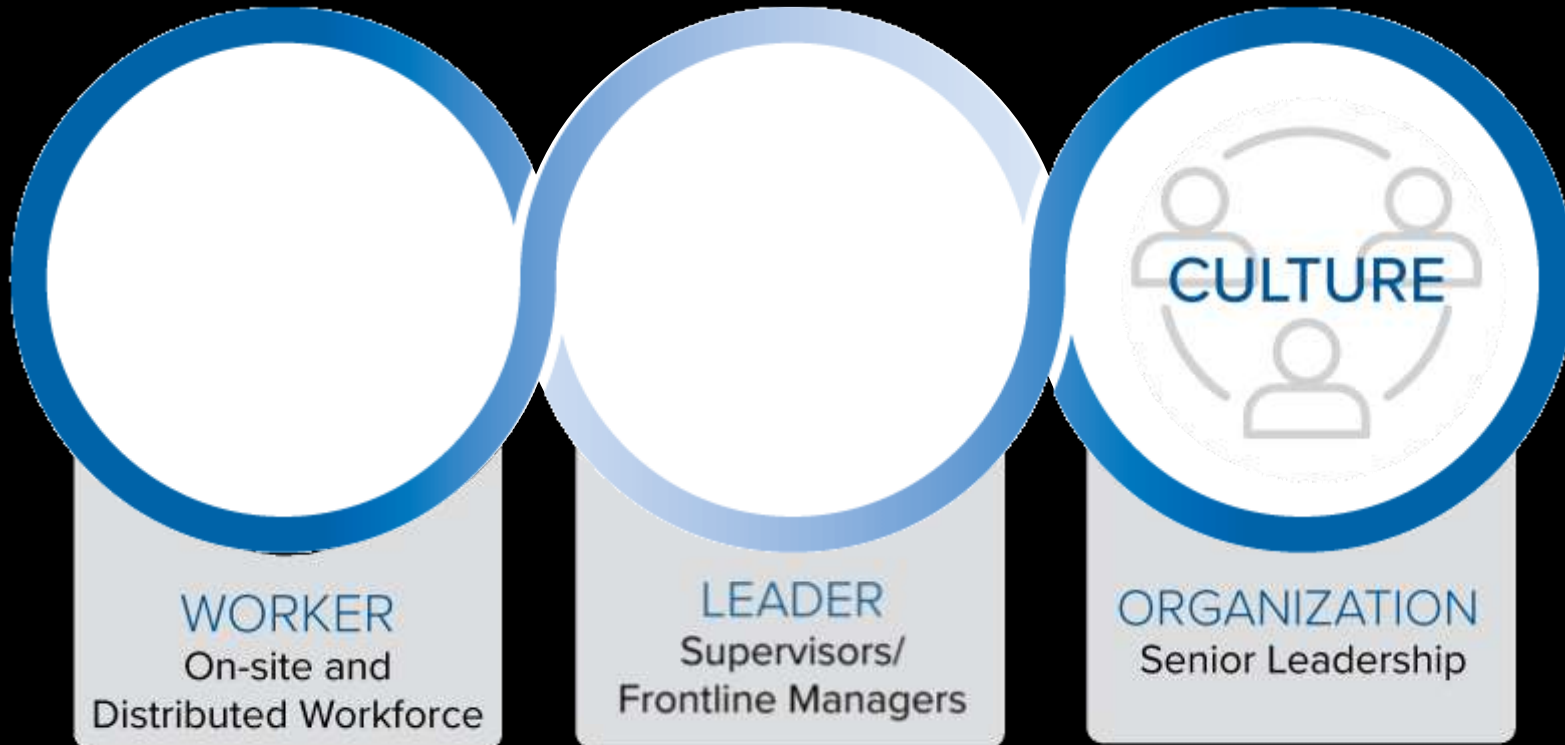 CULTURE
WORKER
On-site and
Distributed Workforce
LEADER
Supervisors/
Frontline Managers
ORGANIZATION
Senior Leadership